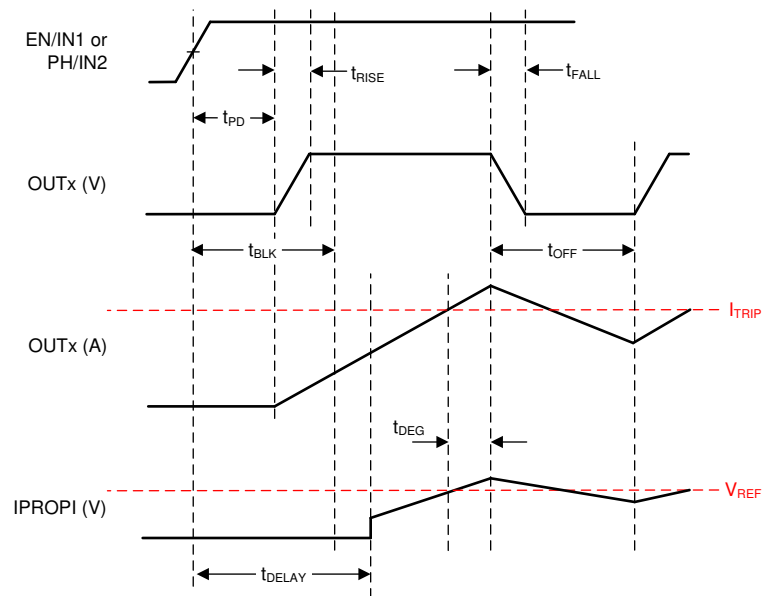 EN/IN1 or
PH/IN2
tRISE
tFALL
tPD
OUTx (V)
tBLK
tOFF
ITRIP
OUTx (A)
tDEG
VREF
IPROPI (V)
tDELAY